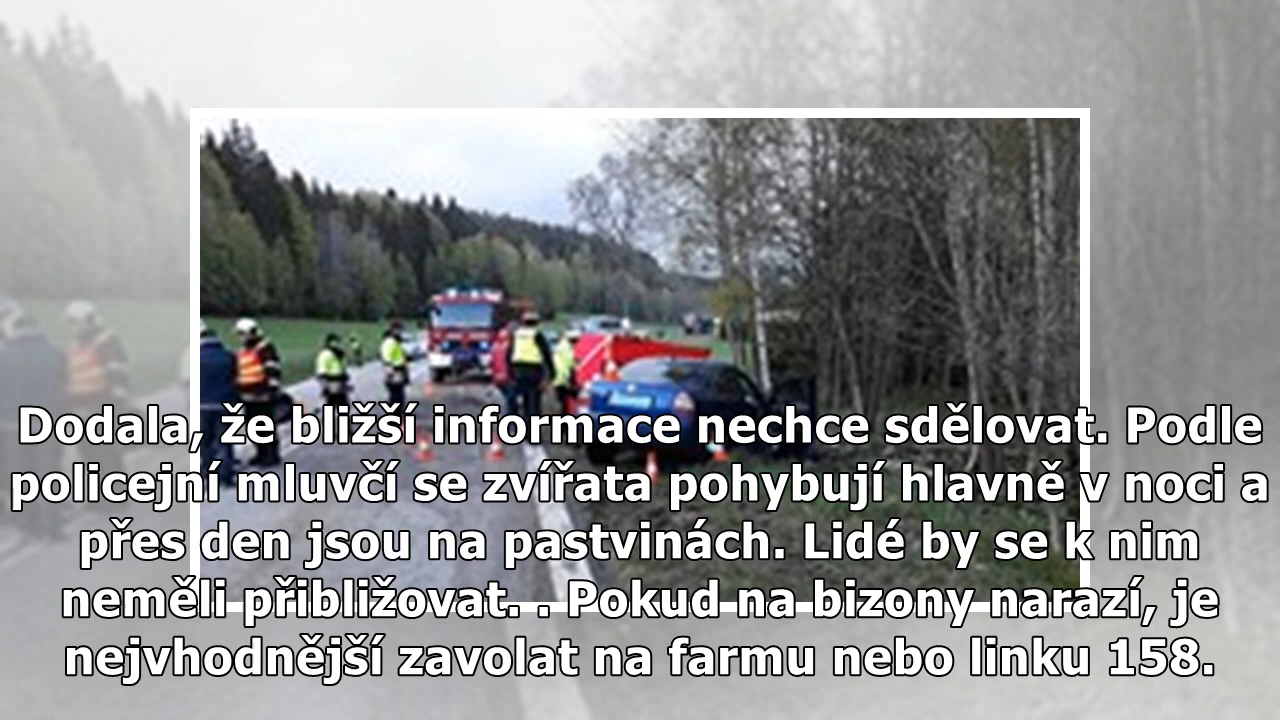 Dodala, že bližší informace nechce sdělovat. Podle
policejní mluvčí se zvířata pohybují hlavně v noci a
přes den jsou na pastvinách. Lidé by se k nim
neměli přibližovat. . Pokud na bizony narazí, je
nejvhodnější zavolat na farmu nebo linku 158.